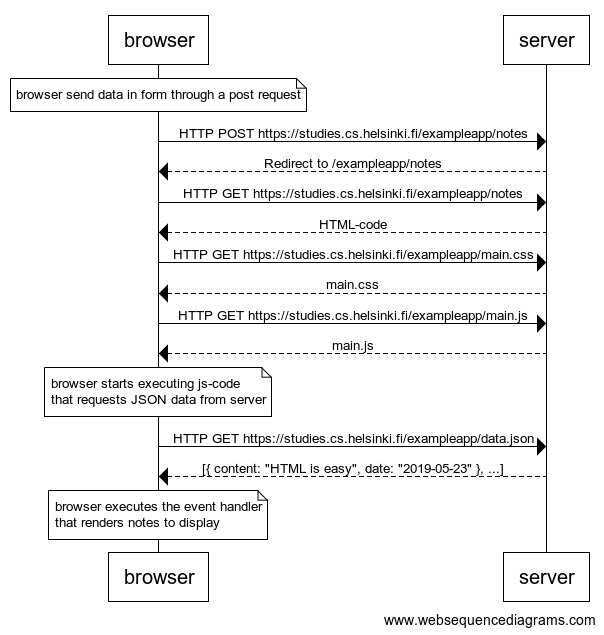 browser
server
browser send data in form through a post request
HTTP POST https://studies.cs.helsinki.fi/exampleapp/notes
Redirect to /exampleapp/notes
HTTP GET https://studies.cs.helsinki.fi/exampleapp/notes
HTML-code
HTTP GET https://studies.cs.helsinki.fi/exampleapp/main.css
main.css
HTTP GET https://studies.cs.helsinki.fi/exampleapp/main.js
main.js
browser starts executing js-code
that requests JSON data from server
HTTP GET https://studies.cs.helsinki.fi/exampleapp/data.json
[{ content: "HTML is easy", date: "2019-05-23" }, ...]
browser executes the event handler
that renders notes to display
browser
server
www.websequencediagrams.com